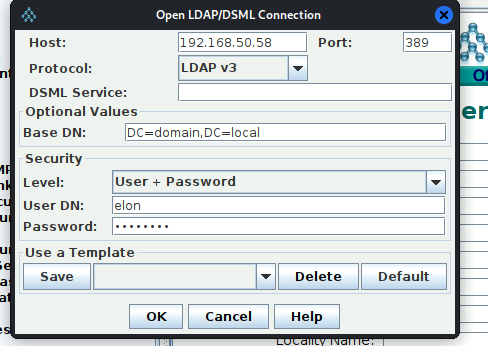 Open LDAP/DSML Connection
Host: 192.168.50.58 Port: 389
Protocol: LDAP v3
DSML Service:
Optional Values
Base DN: DC=domain,DC=local
Security
Level: User + Password
User DN: elon
Password: ••••••••
Use a Template
Save Delete Default
OK Cancel Help
Locality Name: